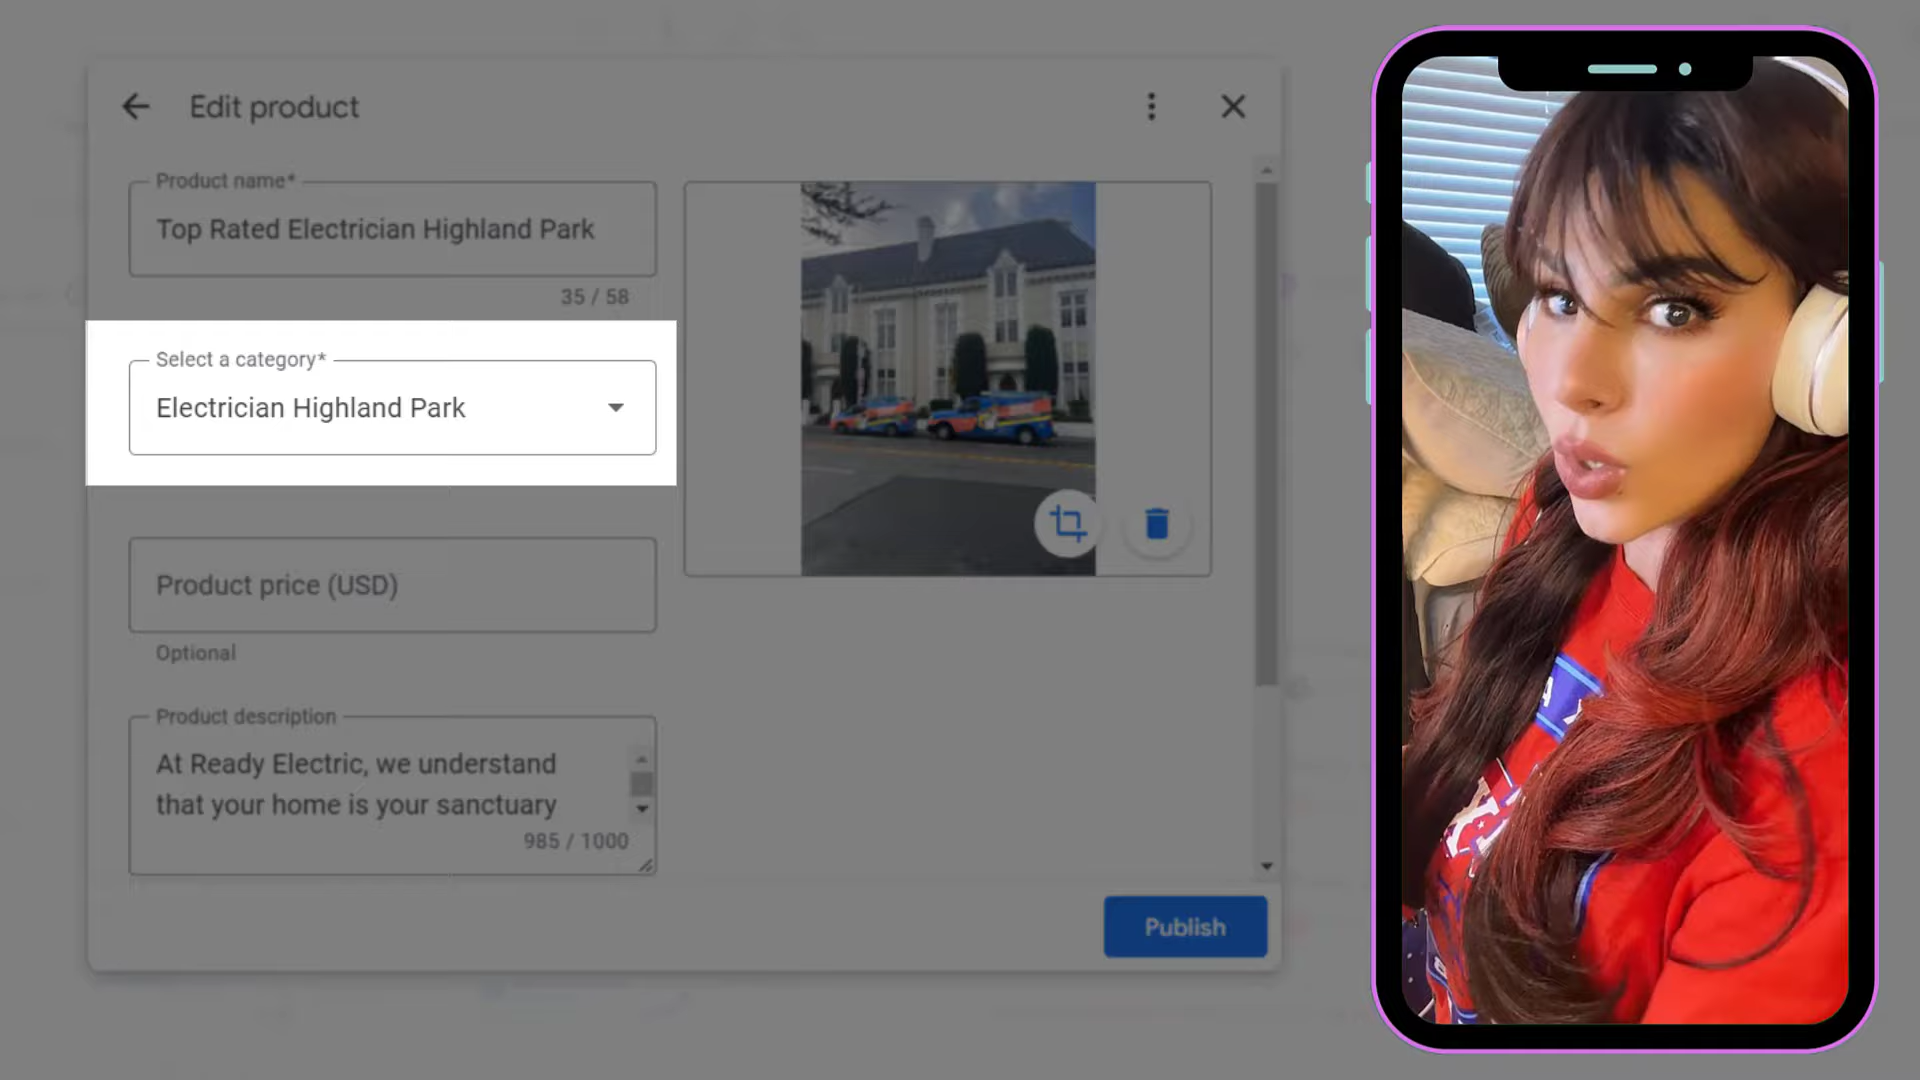 Edit product
Product name*
Top Rated Electrician Highland Park
35 / 58
Select a category*
Electrician Highland Park
Product price (USD)
Optional
Product description
At Ready Electric, we understand
that your home is your sanctuary
985 / 1000
Publish